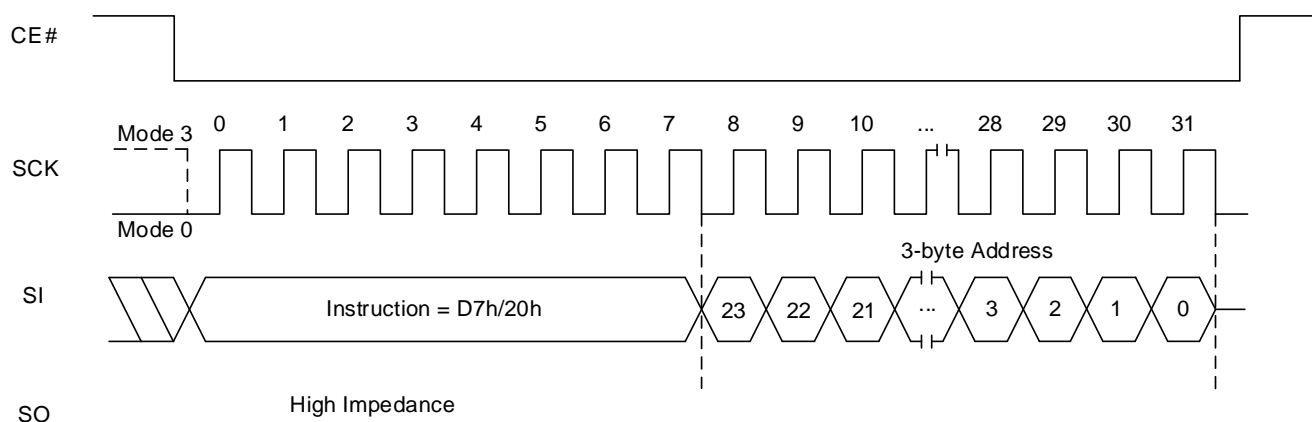 CE#
Mode 3
0 1 2 3 4 5 6 7 8 9 10 ... 28 29 30 31
SCK
Mode 0
3-byte Address
SI
Instruction = D7h/20h
23 22 21 ... 3 2 1 0
High Impedance
SO